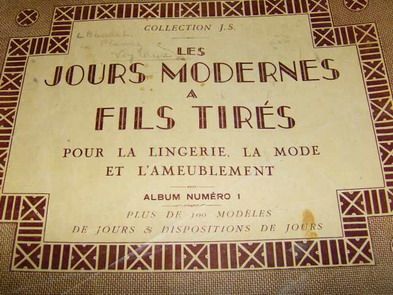 COLLECTION J.S.
LES
JOURS MODERNES
A
FILS TIRÉS
POUR LA LINGERIE, LA MODE
ET L'AMEUBLEMENT
ALBUM NUMÉRO 1
PLUS DE 100 MODÈLES
DE JOURS & DISPOSITIONS DE JOURS